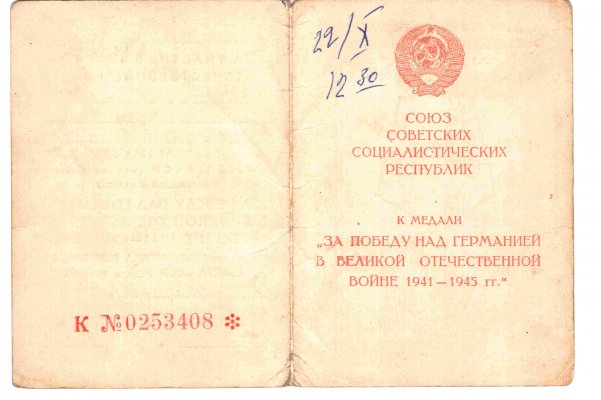 К №0253408 *
22/X
12 30
СОЮЗ
СОВЕТСКИХ
СОЦИАЛИСТИЧЕСКИХ
РЕСПУБЛИК
К МЕДАЛИ
„ЗА ПОБЕДУ НАД ГЕРМАНИЕЙ
В ВЕЛИКОЙ ОТЕЧЕСТВЕННОЙ
ВОЙНЕ 1941—1945 гг.“